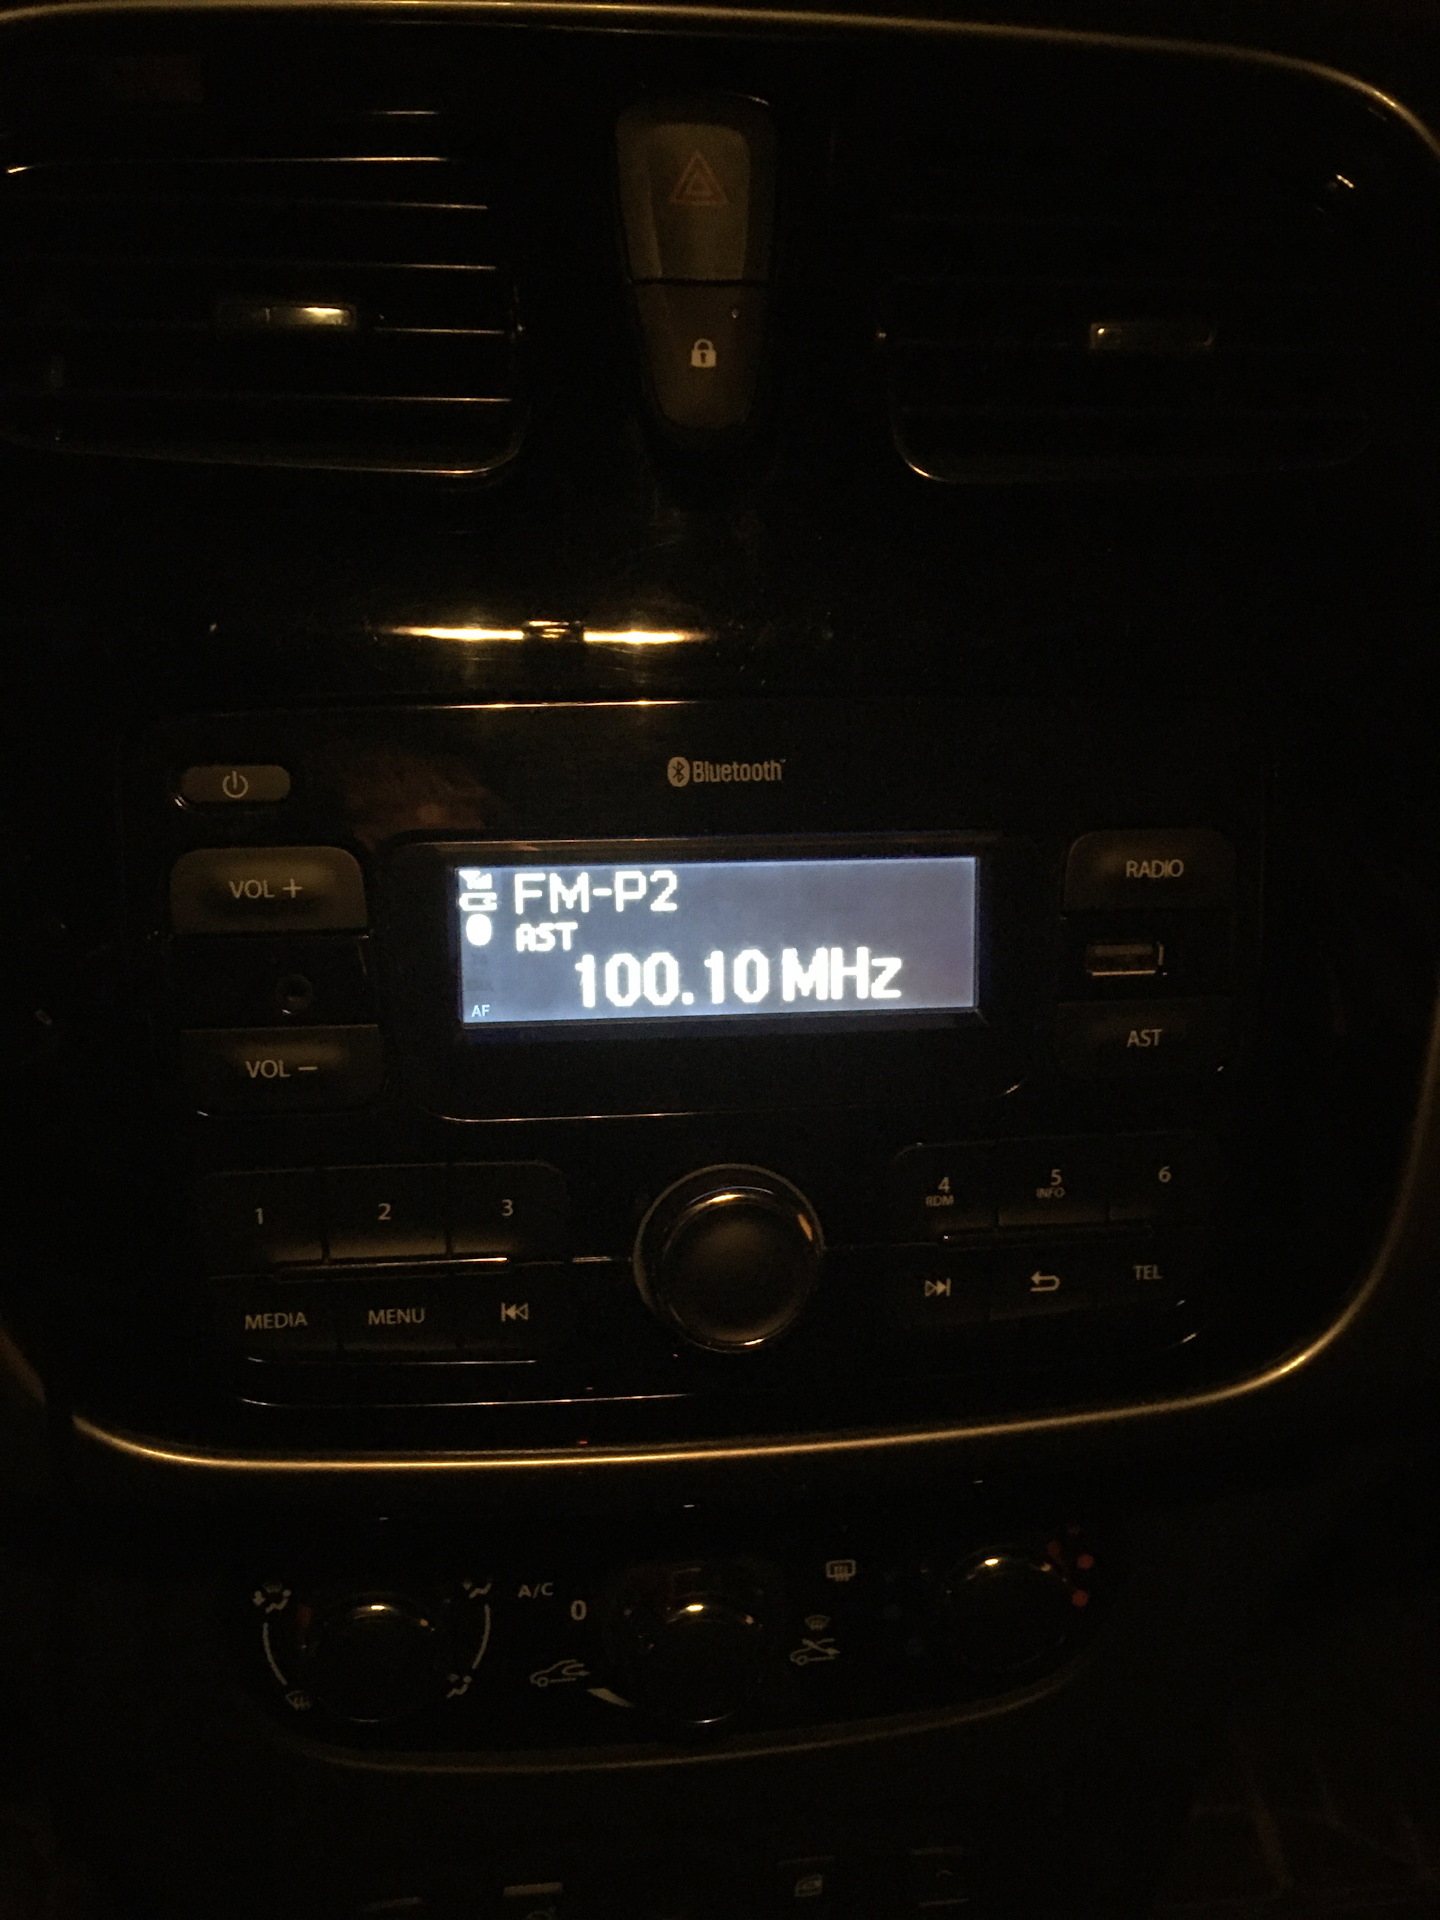 Bluetooth
VOL +
RADIO
FM-P2
AST
100.10 MHz
AF
AST
VOL -
1
2
3
4
RDM
5
INFO
6
MEDIA
MENU
TEL
A/C
0